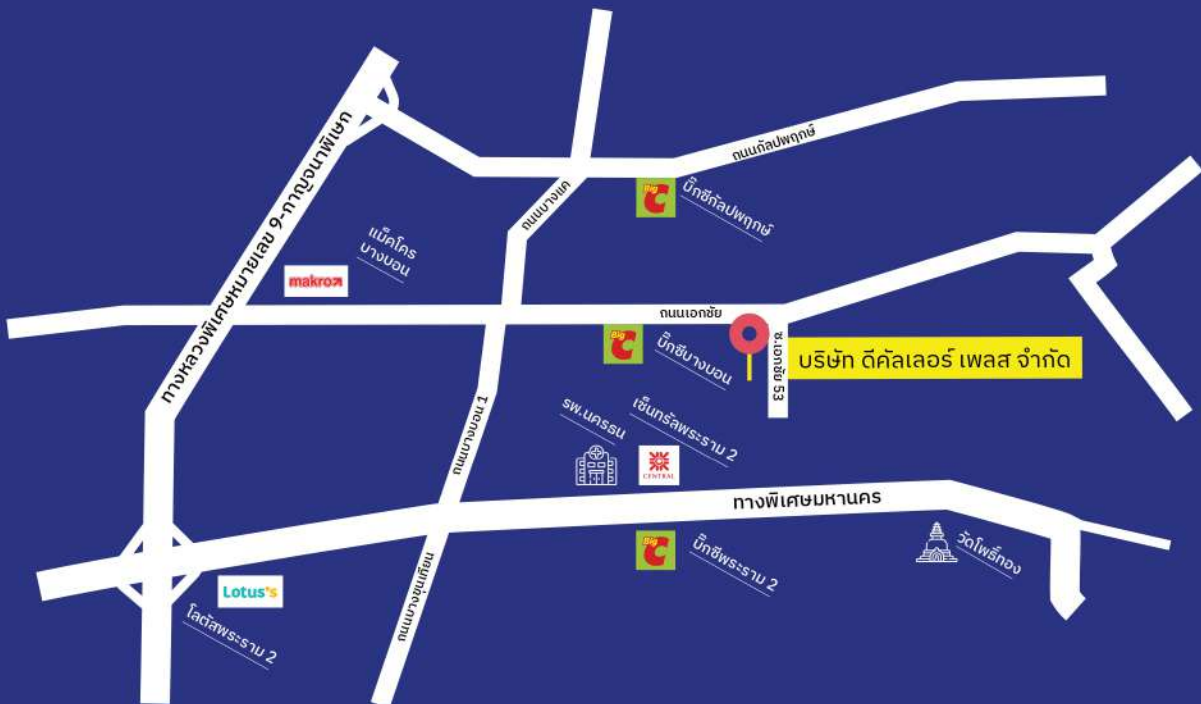 ถนนกัลปพฤกษ์
ทางหลวงพิเศษหมายเลข 9-กาญจนาพิเษก
ถนนบางแค
Big C
บิ๊กซีกัลปพฤกษ์
แม็คโคร
บางบอน
makro
ถนนเอกชัย
Big C
บิ๊กซีบางบอน
ซ.เอกชัย 53
บริษัท ดีคัลเลอร์ เพลส จำกัด
ถนนบางบอน 1
รพ.นครธน
เซ็นทรัลพระราม 2
CENTRAL
ทางพิเศษมหานคร
Big C
บิ๊กซีพระราม 2
วัดโพธิ์ทอง
ถนนบางขุนเทียน
Lotus's
โลตัสพระราม 2